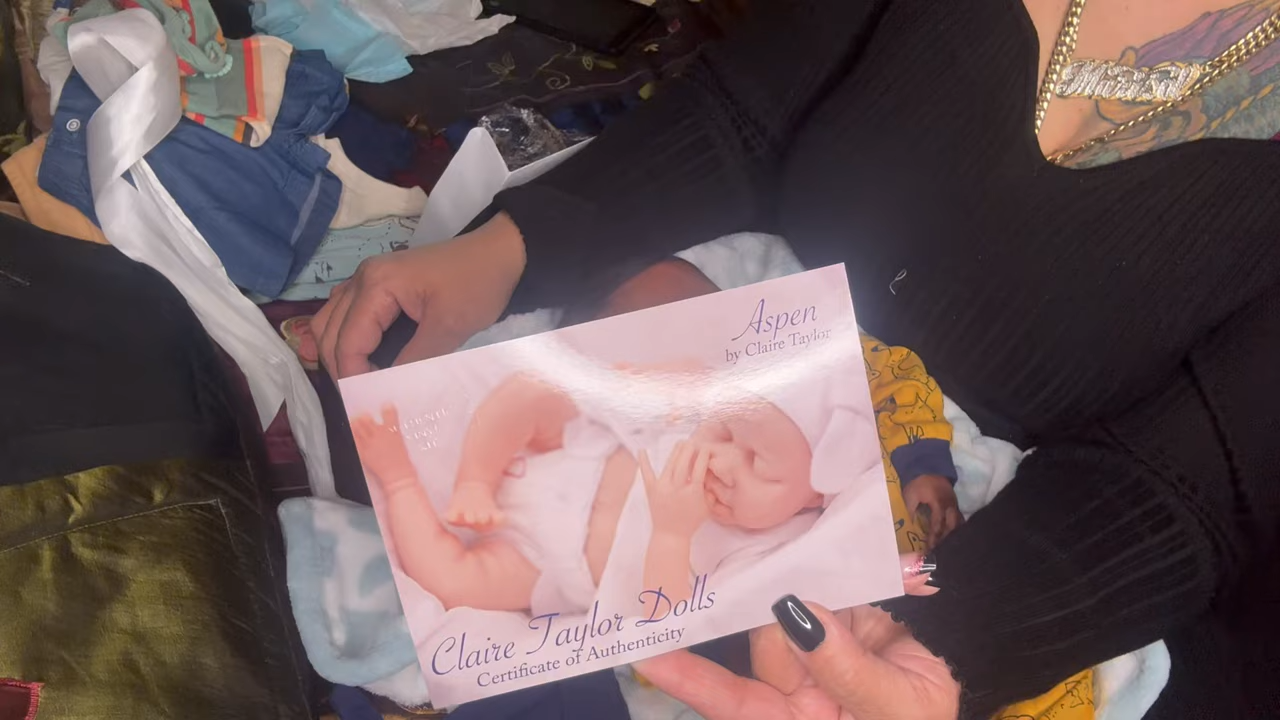 Aspen
by Claire Taylor
Claire Taylor Dolls
Certificate of Authenticity